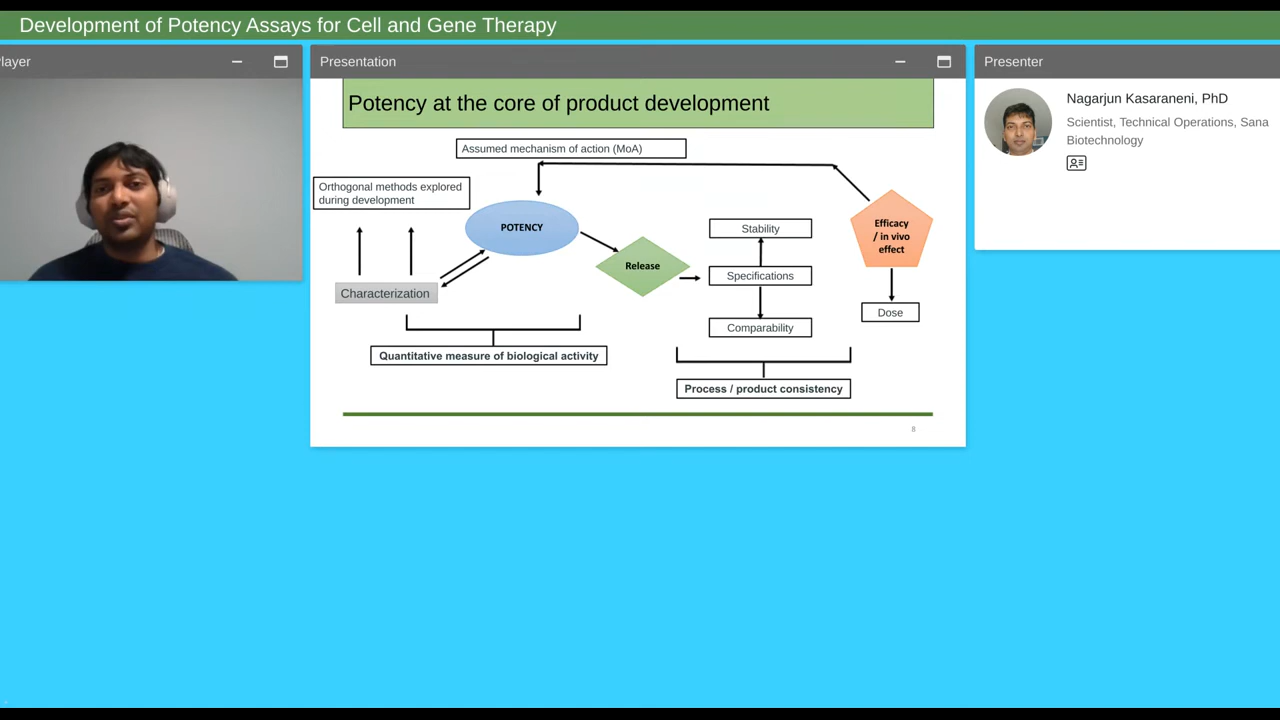 Development of Potency Assays for Cell and Gene Therapy
layer
Presentation
Presenter
Potency at the core of product development
Nagarjun Kasaraneni, PhD
Scientist, Technical Operations, Sana
Biotechnology
Assumed mechanism of action (MoA)
Orthogonal methods explored
during development
POTENCY
Release
Stability
Specifications
Comparability
Efficacy
/ in vivo
effect
Dose
Characterization
Quantitative measure of biological activity
Process / product consistency
8